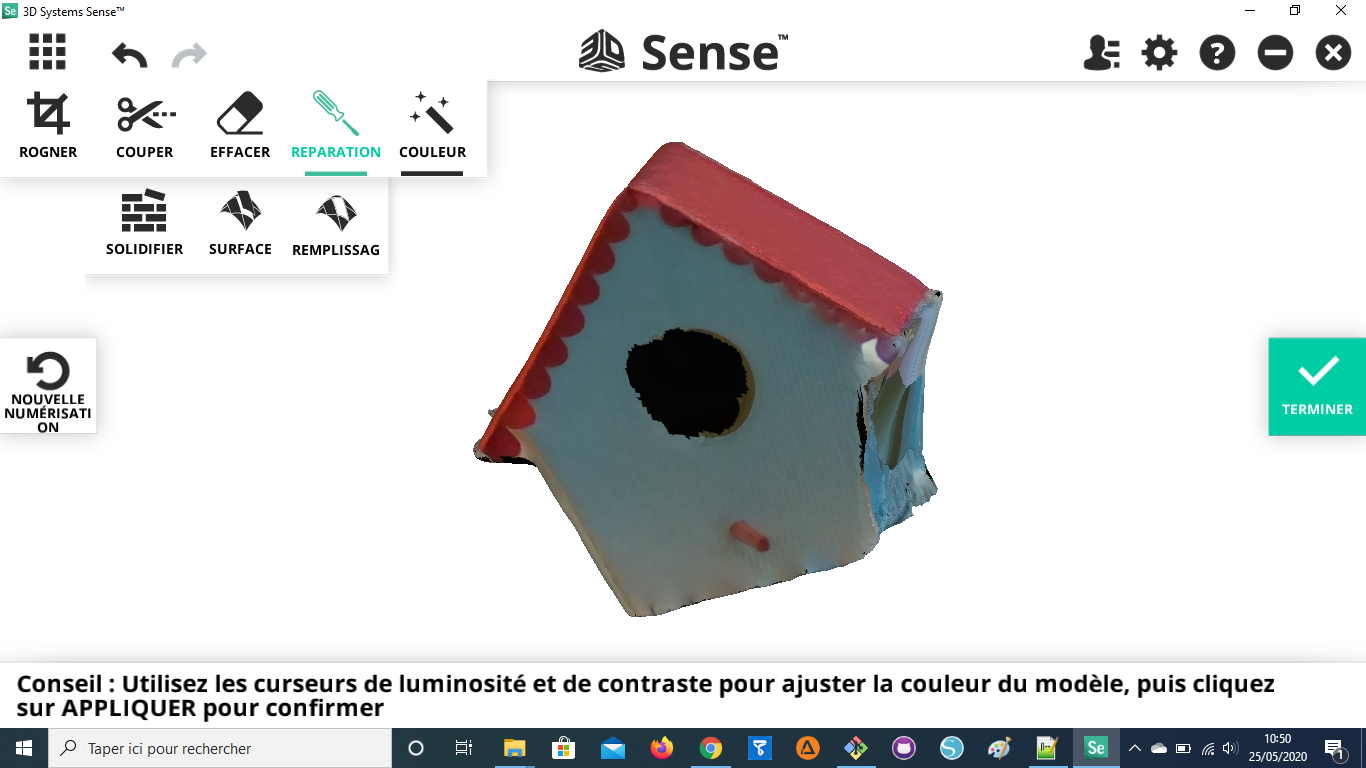 Se 3D Systems Sense™
3D Sense™
ROGNER COUPER EFFACER REPARATION COULEUR
SOLIDIFIER SURFACE REMPLISSAG
NOUVELLE
NUMÉRISATI
ON
TERMINER
Conseil : Utilisez les curseurs de luminosité et de contraste pour ajuster la couleur du modèle, puis cliquez
sur APPLIQUER pour confirmer
Taper ici pour rechercher
Se
10:50
25/05/2020
1